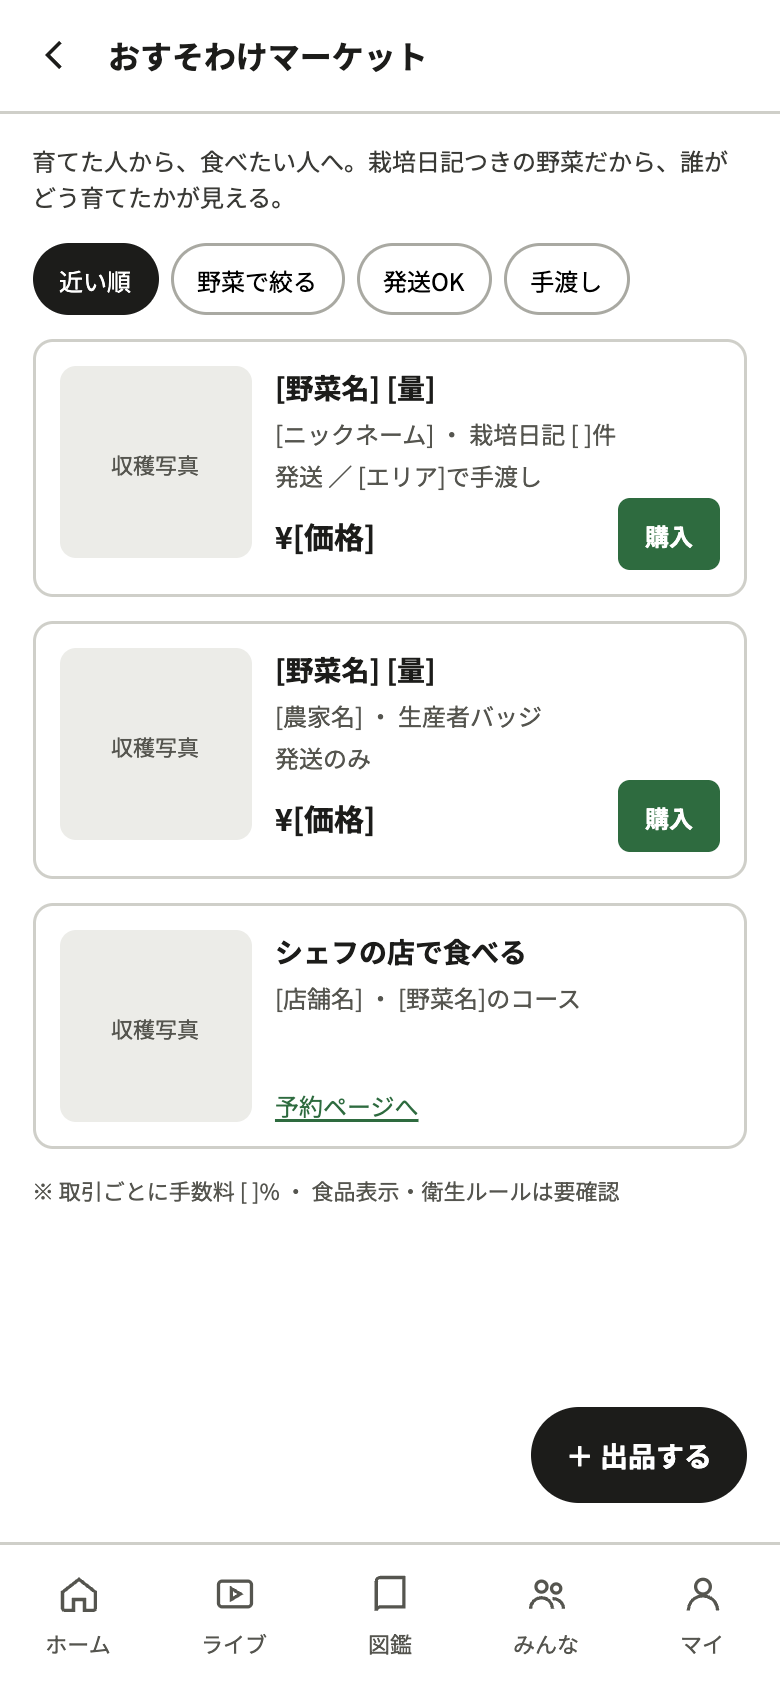 おすそわけマーケット
育てた人から、食べたい人へ。栽培日記つきの野菜だから、誰が
どう育てたかが見える。
近い順
野菜で絞る
発送OK
手渡し
収穫写真
[野菜名] [量]
[ニックネーム] ・ 栽培日記 [ ]件
発送 ／ [エリア]で手渡し
¥[価格]
購入
収穫写真
[野菜名] [量]
[農家名] ・ 生産者バッジ
発送のみ
¥[価格]
購入
収穫写真
シェフの店で食べる
[店舗名] ・ [野菜名]のコース
予約ページへ
※ 取引ごとに手数料 [ ]% ・ 食品表示・衛生ルールは要確認
＋ 出品する
ホーム
ライブ
図鑑
みんな
マイ